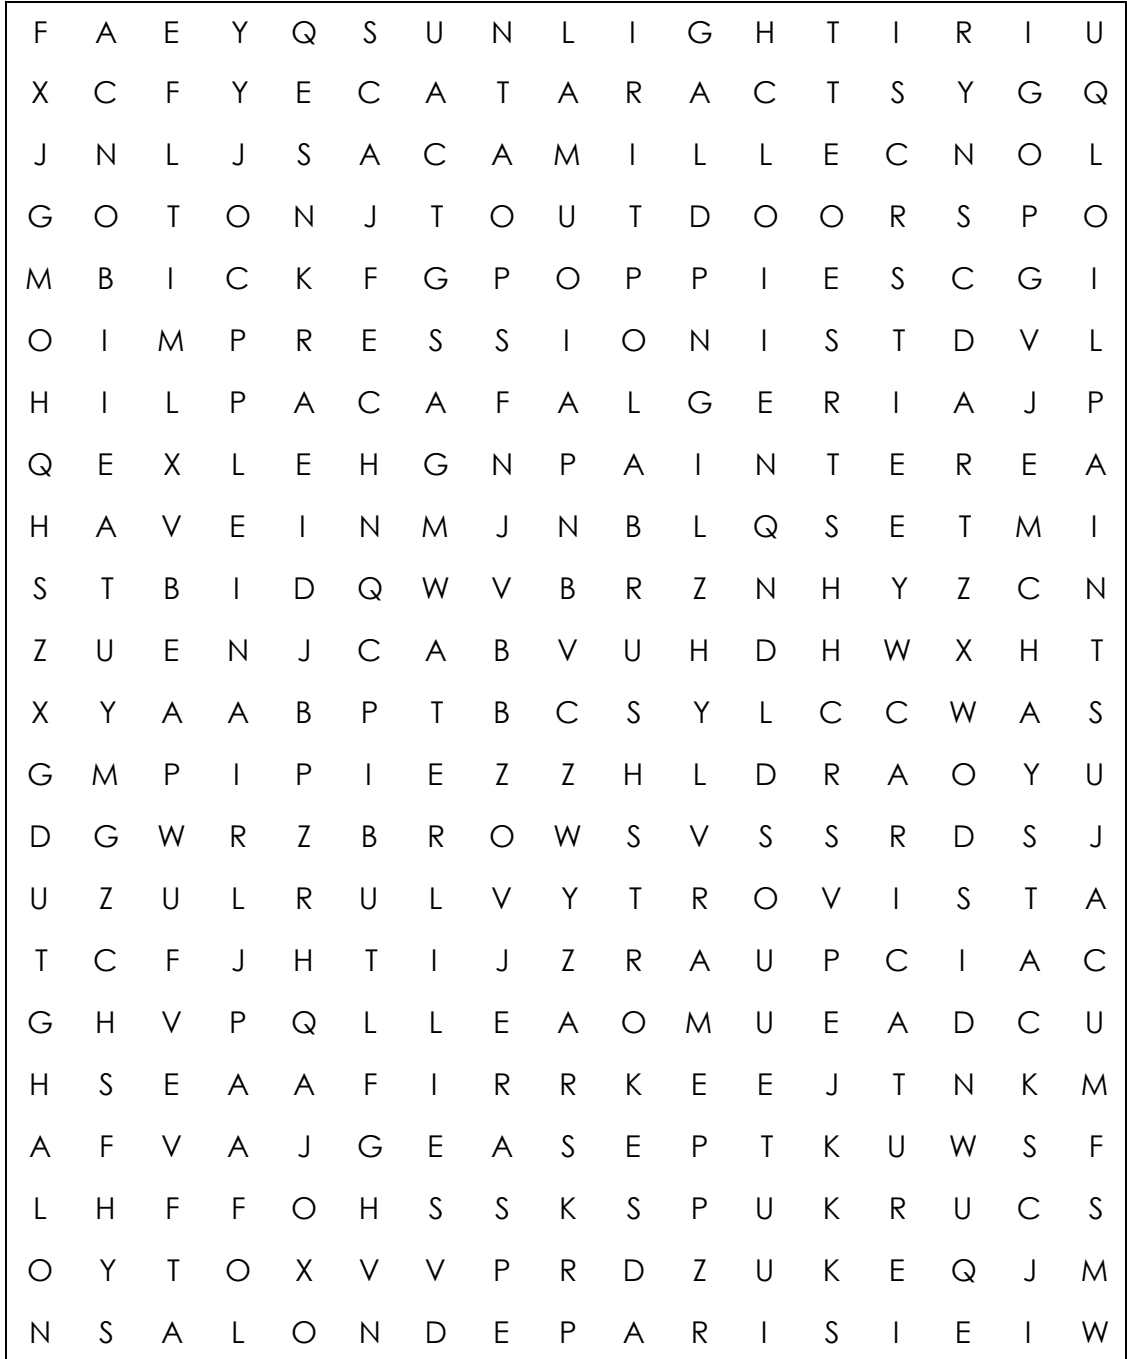 F A E Y Q S U N L I G H T I R I U
X C F Y E C A T A R A C T S Y G Q
J N L J S A C A M I L L E C N O L
G O T O N J T O U T D O O R S P O
M B I C K F G P O P P I E S C G I
O I M P R E S S I O N I S T D V L
H I L P A C A F A L G E R I A J P
Q E X L E H G N P A I N T E R E A
H A V E I N M J N B L Q S E T M I
S T B I D Q W V B R Z N H Y Z C N
Z U E N J C A B V U H D H W X H T
X Y A A B P T B C S Y L C C W A S
G M P I P I E Z Z H L D R A O Y U
D G W R Z B R O W S V S S R D S J
U Z U L R U L V Y T R O V I S T A
T C F J H T I J Z R A U P C I A C
G H V P Q L L E A O M U E A D C U
H S E A A F I R R K E E J T N K M
A F V A J G E A S E P T K U W S F
L H F F O H S S K S P U K R U C S
O Y T O X V V P R D Z U K E Q J M
N S A L O N D E P A R I S I E I W